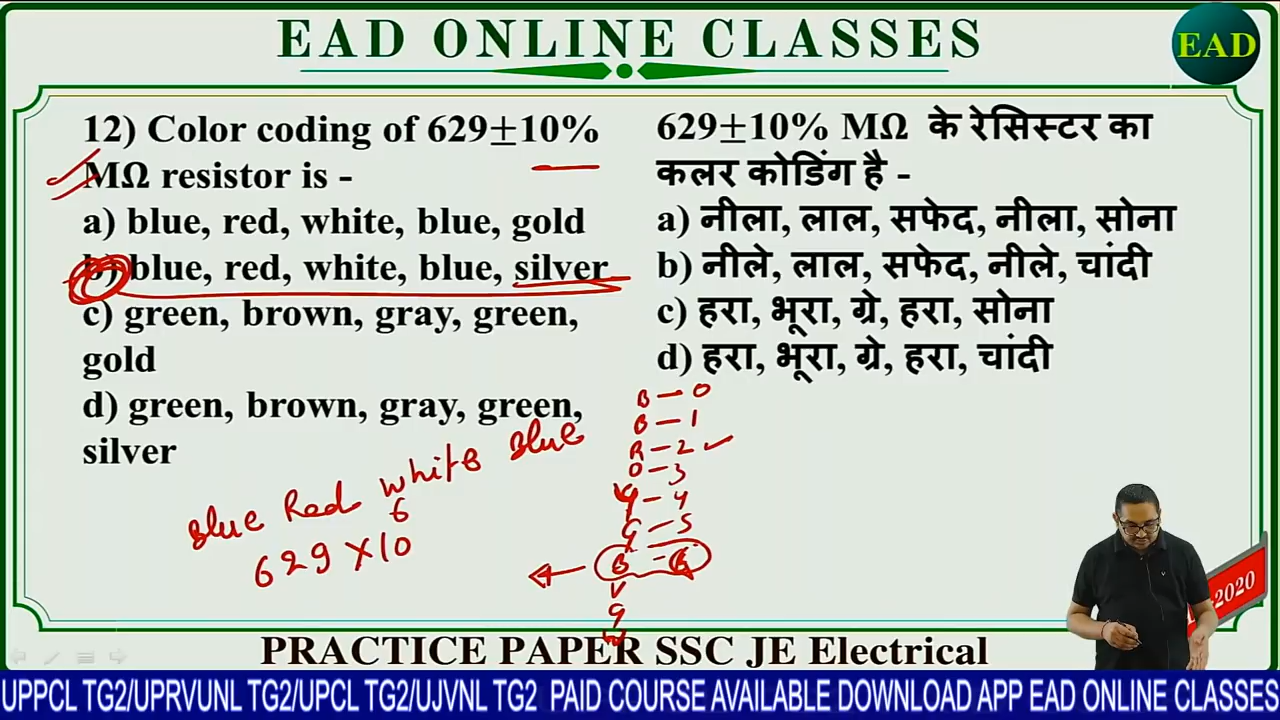 EAD ONLINE CLASSES
EAD
12) Color coding of 629±10%
MΩ resistor is -
a) blue, red, white, blue, gold
b) blue, red, white, blue, silver
c) green, brown, gray, green,
gold
d) green, brown, gray, green,
silver
629±10% MΩ के रेसिस्टर का
कलर कोडिंग है -
a) नीला, लाल, सफेद, नीला, सोना
b) नीले, लाल, सफेद, नीले, चांदी
c) हरा, भूरा, ग्रे, हरा, सोना
d) हरा, भूरा, ग्रे, हरा, चांदी
Blue Red white Blue
6
629 X 10
B - 0
B - 1
R - 2
O - 3
Y - 4
G - 5
B - 6
V
G
W
-2020
PRACTICE PAPER SSC JE Electrical
UPPCL TG2/UPRVUNL TG2/UPCL TG2/UJVNL TG2 PAID COURSE AVAILABLE DOWNLOAD APP EAD ONLINE CLASSES